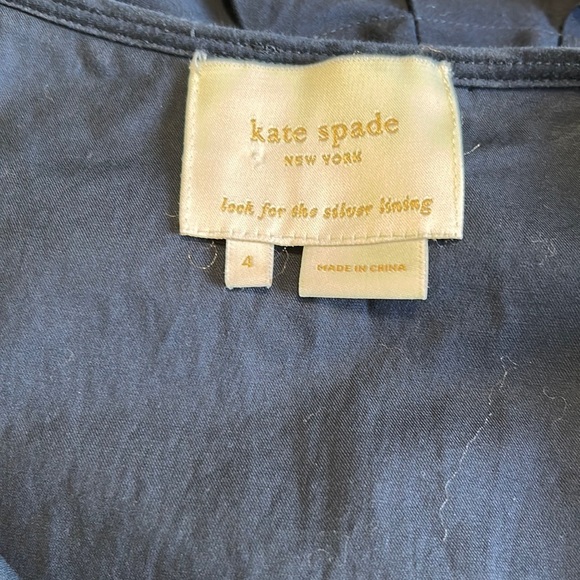 kate spade
NEW YORK
look for the silver lining
4
MADE IN CHINA